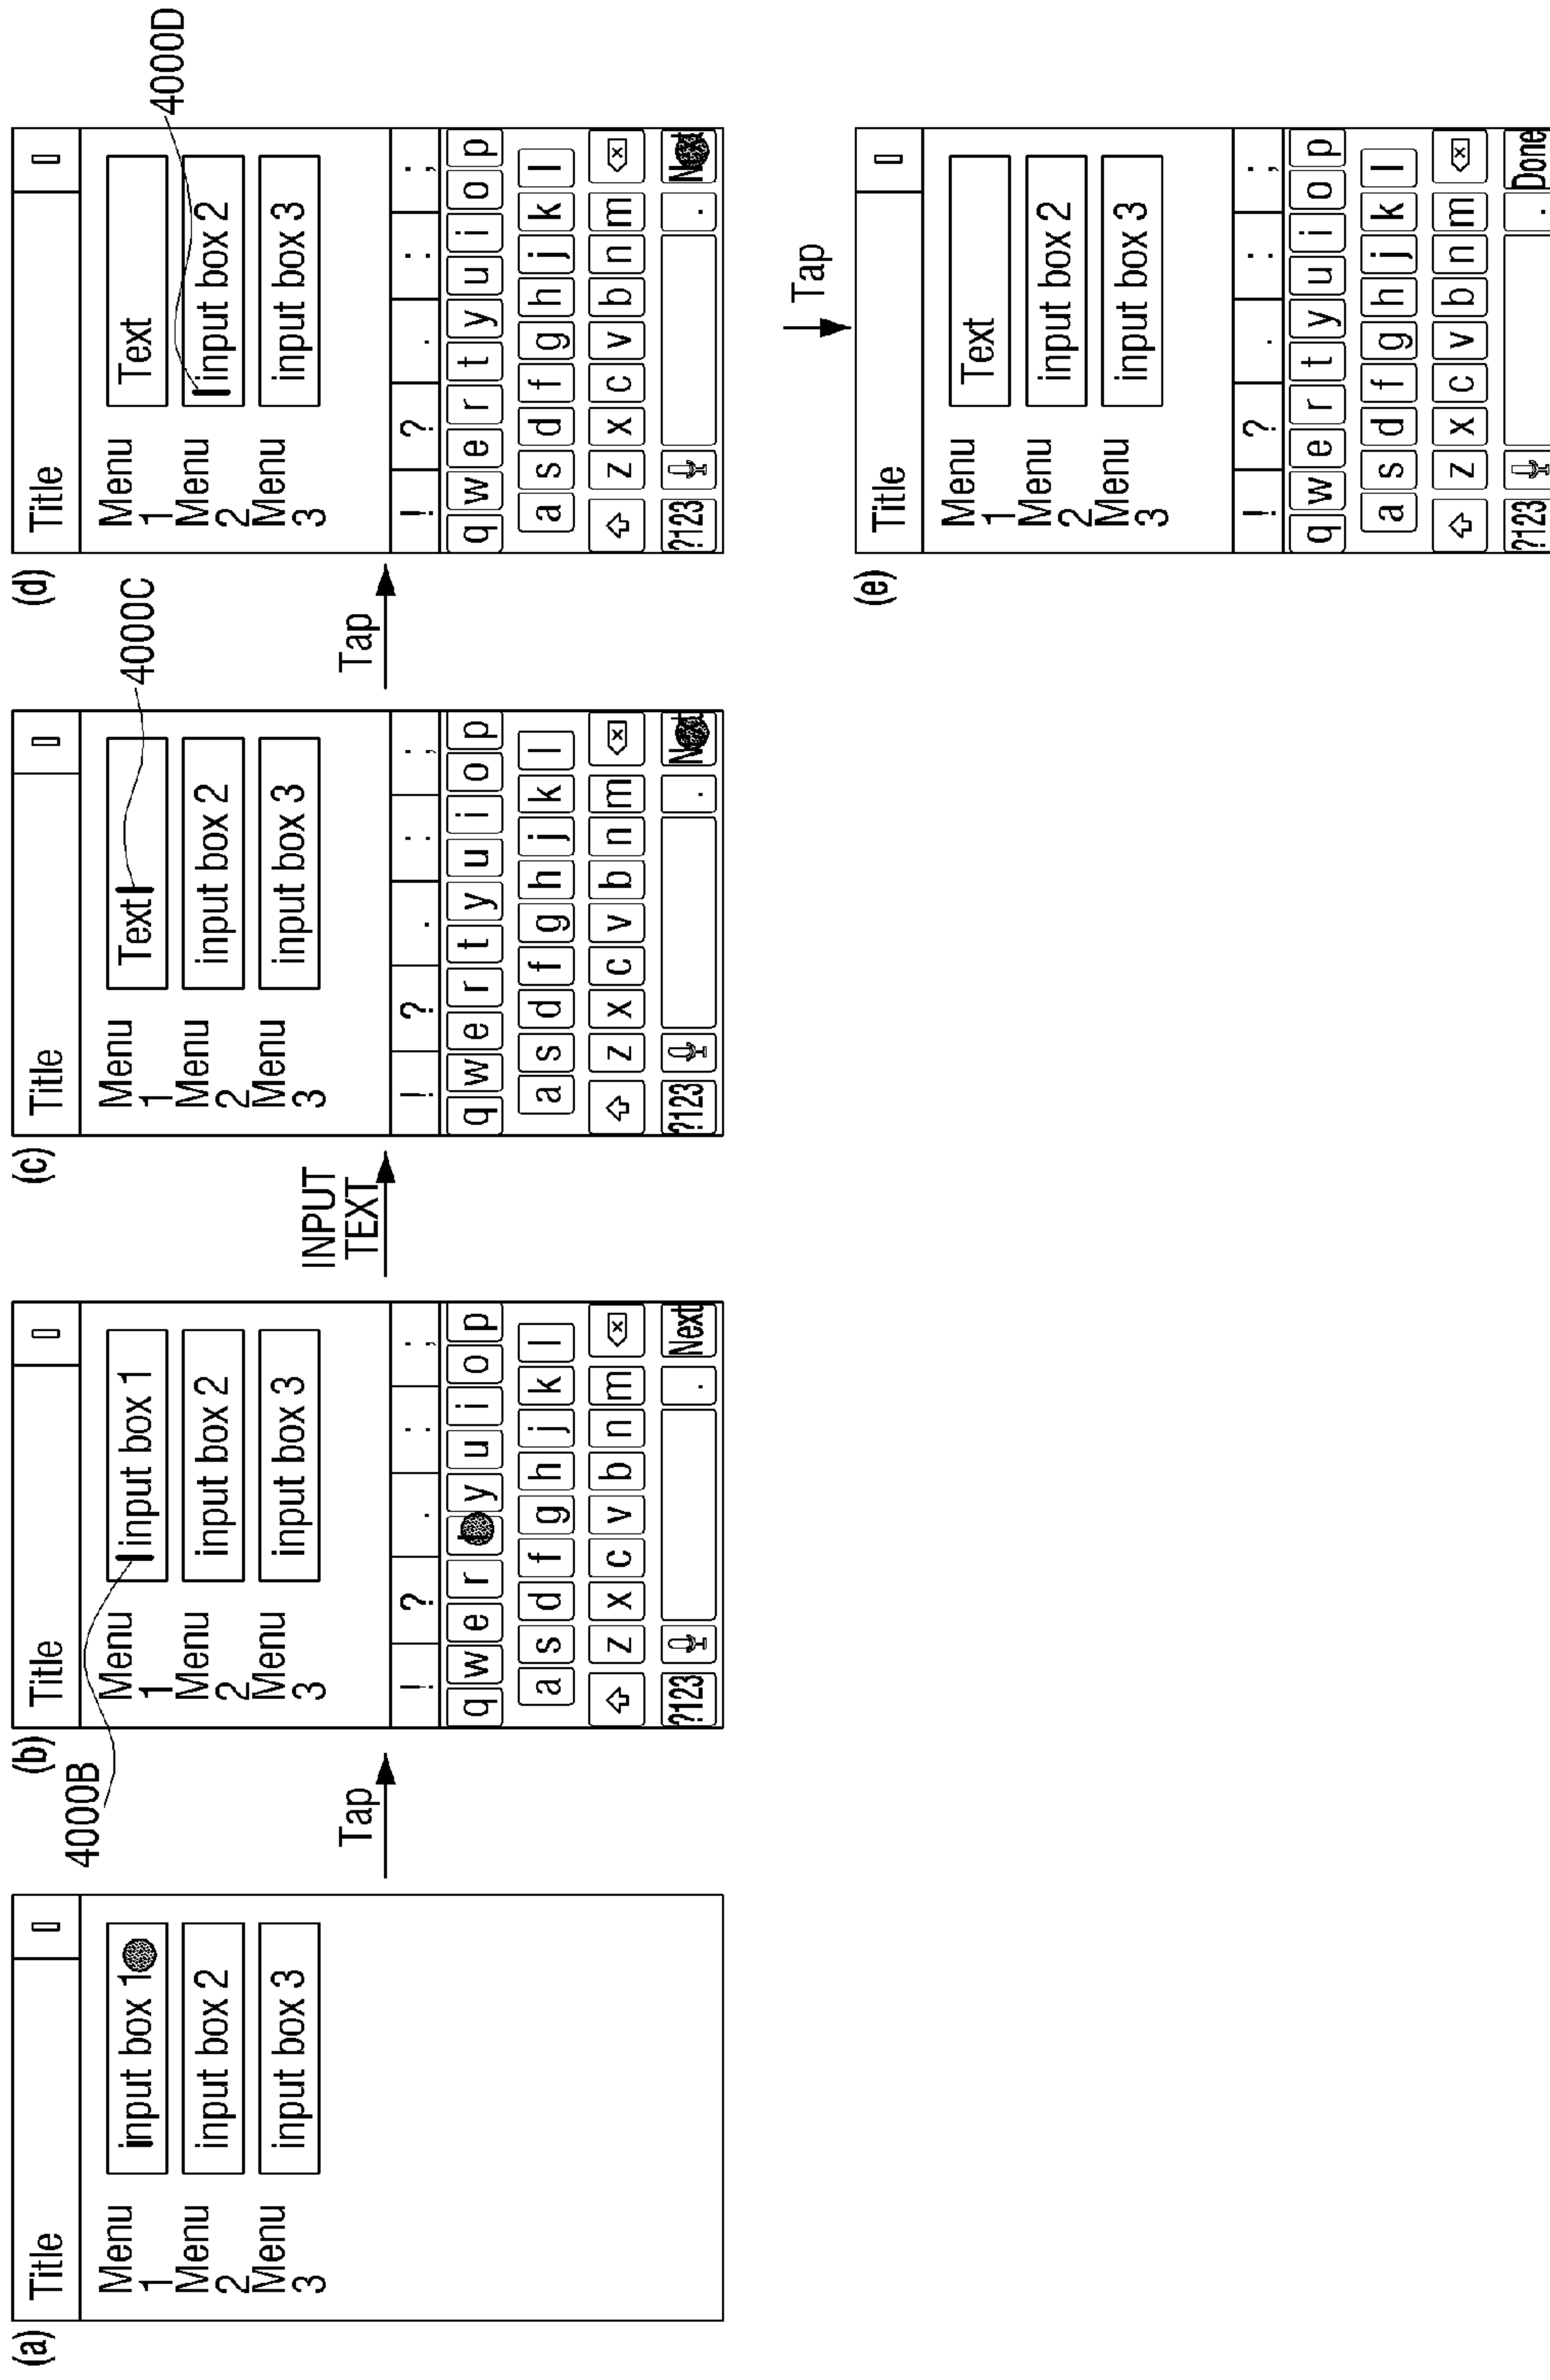 (a)
Title
Menu 1
input box 1
Menu 2
input box 2
Menu 3
input box 3
Tap
(b)
4000B
Title
Menu 1
input box 1
Menu 2
input box 2
Menu 3
input box 3
! ? . : ;
q w e r y u i o p
a s d f g h j k l
z x c v b n m
?123 . Next
INPUT
TEXT
(c)
4000C
Title
Menu 1
Text
Menu 2
input box 2
Menu 3
input box 3
! ? . : ;
q w e r t y u i o p
a s d f g h j k l
z x c v b n m
?123 . Next
Tap
(d)
4000D
Title
Menu 1
Text
Menu 2
input box 2
Menu 3
input box 3
! ? . : ;
q w e r t y u i o p
a s d f g h j k l
z x c v b n m
?123 . Next
Tap
(e)
Title
Menu 1
Text
Menu 2
input box 2
Menu 3
input box 3
! ? . : ;
q w e r t y u i o p
a s d f g h j k l
z x c v b n m
?123 . Done